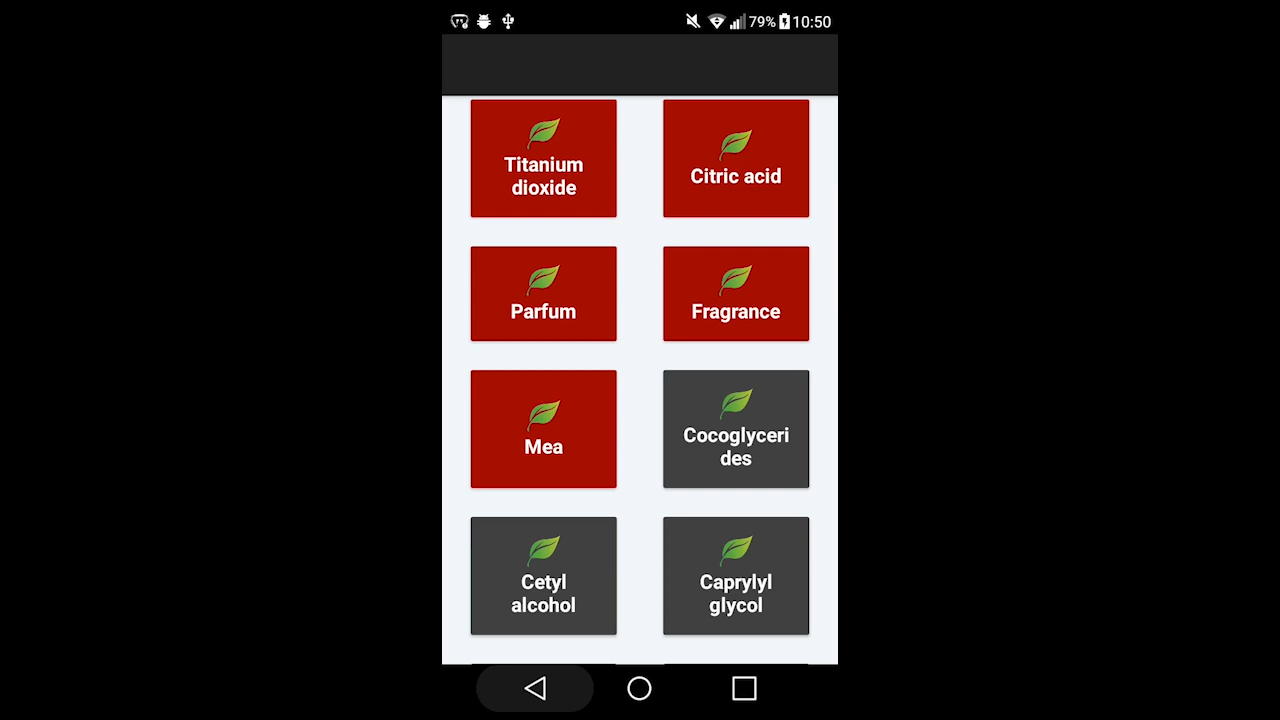 79% 10:50
Titanium
dioxide
Citric acid
Parfum
Fragrance
Mea
Cocoglyceri
des
Cetyl
alcohol
Caprylyl
glycol